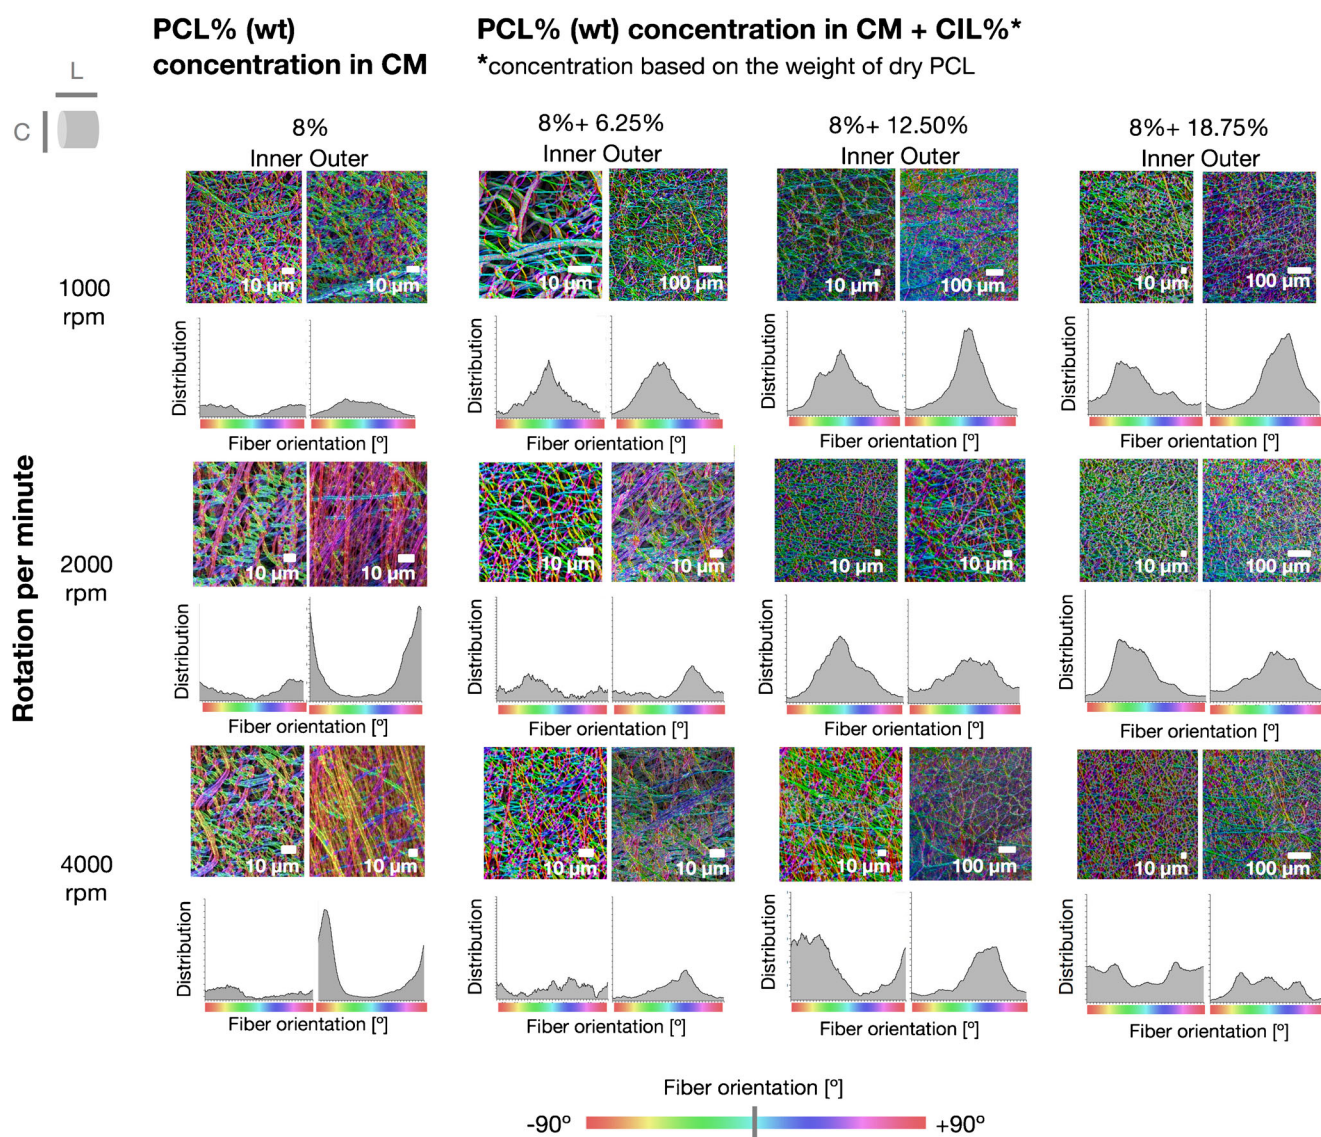 PCL% (wt)
concentration in CM
PCL% (wt) concentration in CM + CIL%*
*concentration based on the weight of dry PCL
L
C
8%
Inner Outer
8%+ 6.25%
Inner Outer
8%+ 12.50%
Inner Outer
8%+ 18.75%
Inner Outer
Rotation per minute
1000
rpm
10 µm
10 µm
10 µm
100 µm
10 µm
100 µm
10 µm
100 µm
Distribution
Distribution
Distribution
Distribution
Fiber orientation [º]
Fiber orientation [º]
Fiber orientation [º]
Fiber orientation [º]
2000
rpm
10 µm
10 µm
10 µm
10 µm
10 µm
10 µm
10 µm
100 µm
Distribution
Distribution
Distribution
Distribution
Fiber orientation [º]
Fiber orientation [º]
Fiber orientation [º]
Fiber orientation [º]
4000
rpm
10 µm
10 µm
10 µm
10 µm
10 µm
100 µm
10 µm
100 µm
Distribution
Distribution
Distribution
Distribution
Fiber orientation [º]
Fiber orientation [º]
Fiber orientation [º]
Fiber orientation [º]
Fiber orientation [º]
-90º
+90º